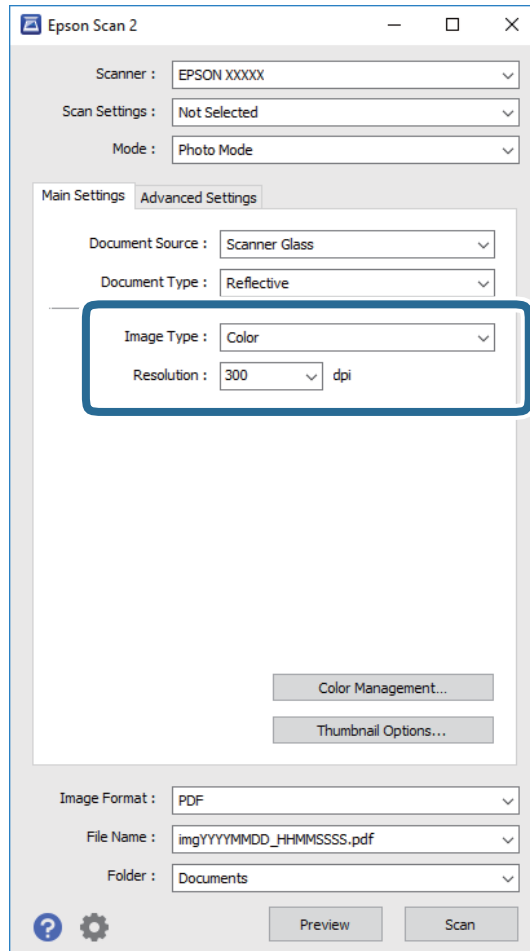 Epson Scan 2
Scanner : EPSON XXXXX
Scan Settings : Not Selected
Mode : Photo Mode
Main Settings Advanced Settings
Document Source : Scanner Glass
Document Type : Reflective
Image Type : Color
Resolution : 300 dpi
Color Management...
Thumbnail Options...
Image Format : PDF
File Name : imgYYYYMMDD_HHMMSSSS.pdf
Folder : Documents
? Preview Scan